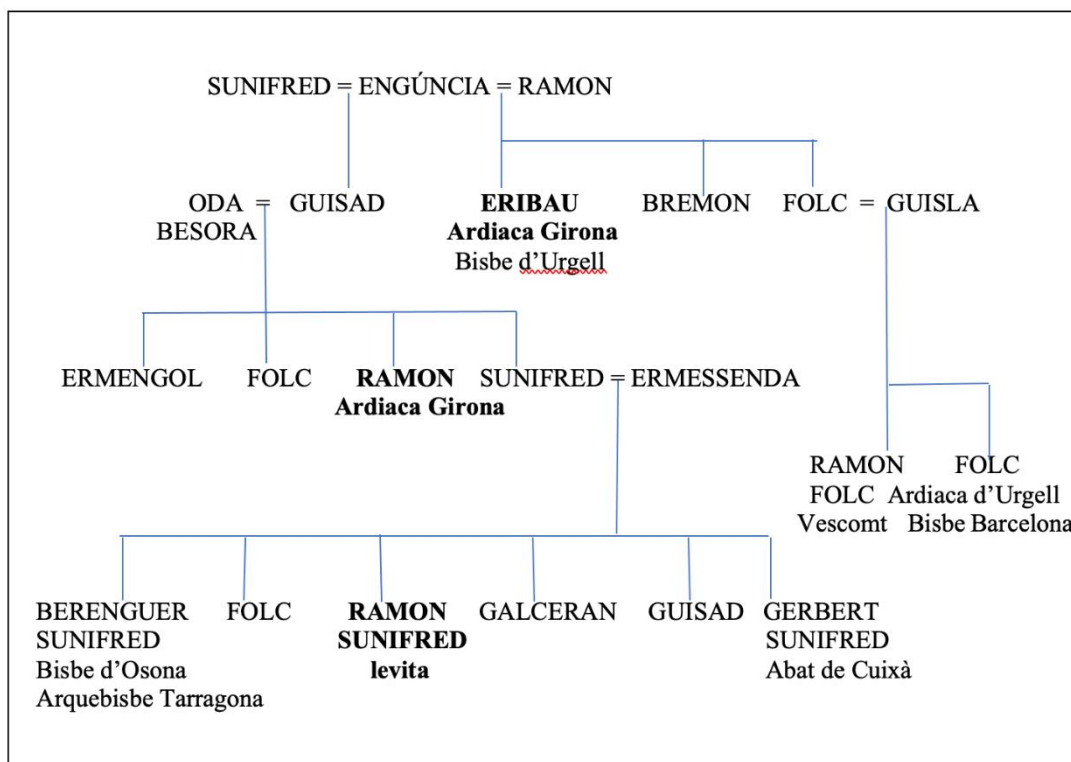 SUNIFRED = ENGÚNCIA = RAMON
ODA = GUISAD ERIBAU BREMON FOLC = GUISLA
BESORA Ardiaca Girona
Bisbe d’Urgell
ERMENGOL FOLC RAMON SUNIFRED = ERMESSENDA
Ardiaca Girona
RAMON FOLC
FOLC Ardiaca d’Urgell
Vescomt Bisbe Barcelona
BERENGUER FOLC RAMON GALCERAN GUISAD GERBERT
SUNIFRED SUNIFRED SUNIFRED
Bisbe d’Osona levita Abat de Cuixà
Arquebisbe Tarragona